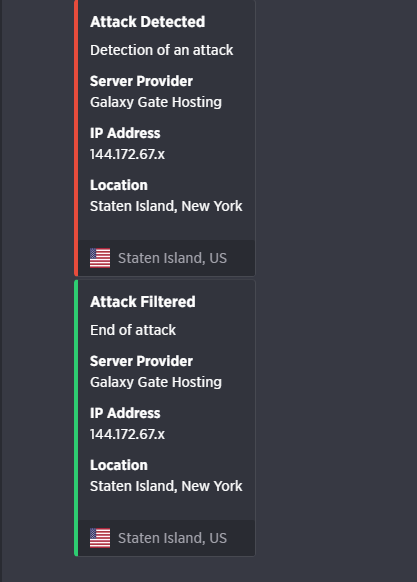 Attack Detected
Detection of an attack
Server Provider
Galaxy Gate Hosting
IP Address
144.172.67.x
Location
Staten Island, New York
Staten Island, US
Attack Filtered
End of attack
Server Provider
Galaxy Gate Hosting
IP Address
144.172.67.x
Location
Staten Island, New York
Staten Island, US